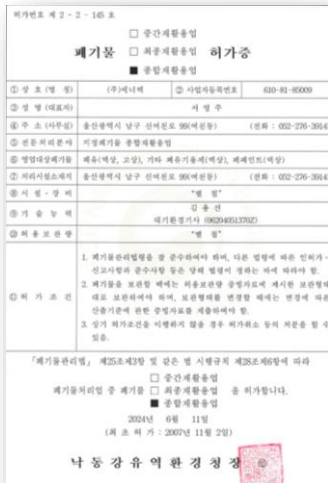 허가번호 제 2 - 2 - 145 호
□ 중간재활용업
폐기물 □ 최종재활용업 허가증
■ 종합재활용업
① 상 호 (명 칭) (주)에너텍 ② 사업자등록번호 610-81-85009
③ 성 명 (대표자) 서 영 주
④ 주 소 (사무실) 울산광역시 남구 산여천로 99(여천동) (전화 : 052-276-3914)
⑤ 전문처리분야 지정폐기물 종합재활용업
⑥ 영업대상폐기물 폐유(액상, 고상), 기타 폐유기용제(액상), 폐페인트(액상)
⑦ 처리시설소재지 울산광역시 남구 산여천로 99(여천동) (전화 : 052-276-3914)
⑧ 시 설 · 장 비 "별 첨"
⑨ 기 술 능 력 김 용 선
대기환경기사 (06204051370Z)
⑩ 허 용 보 관 량 "별 첨"
⑪ 허 가 조 건 1. 폐기물관리법령을 잘 준수하여야 하며, 다른 법령에 따른 인허가·
신고사항과 준수사항 등은 당해 법령이 정하는 바에 따라야 함.
2. 폐기물을 보관할 때에는 허용보관량 증빙자료에 제시한 보관형태
대로 보관하여야 하며, 보관형태를 변경할 때에는 변경에 따른
산출기준에 관한 증빙자료를 제출하여야 함.
3. 상기 허가조건을 이행하지 않을 경우 허가취소 등의 처분을 할 수
있음.
「폐기물관리법」 제25조제3항 및 같은 법 시행규칙 제28조제6항에 따라
□ 중간재활용업
폐기물처리업 중 폐기물 □ 최종재활용업 을 허가합니다.
■ 종합재활용업
2024년 6월 11일
(최 초 허 가 : 2007년 11월 2일)
낙 동 강 유 역 환 경 청 장